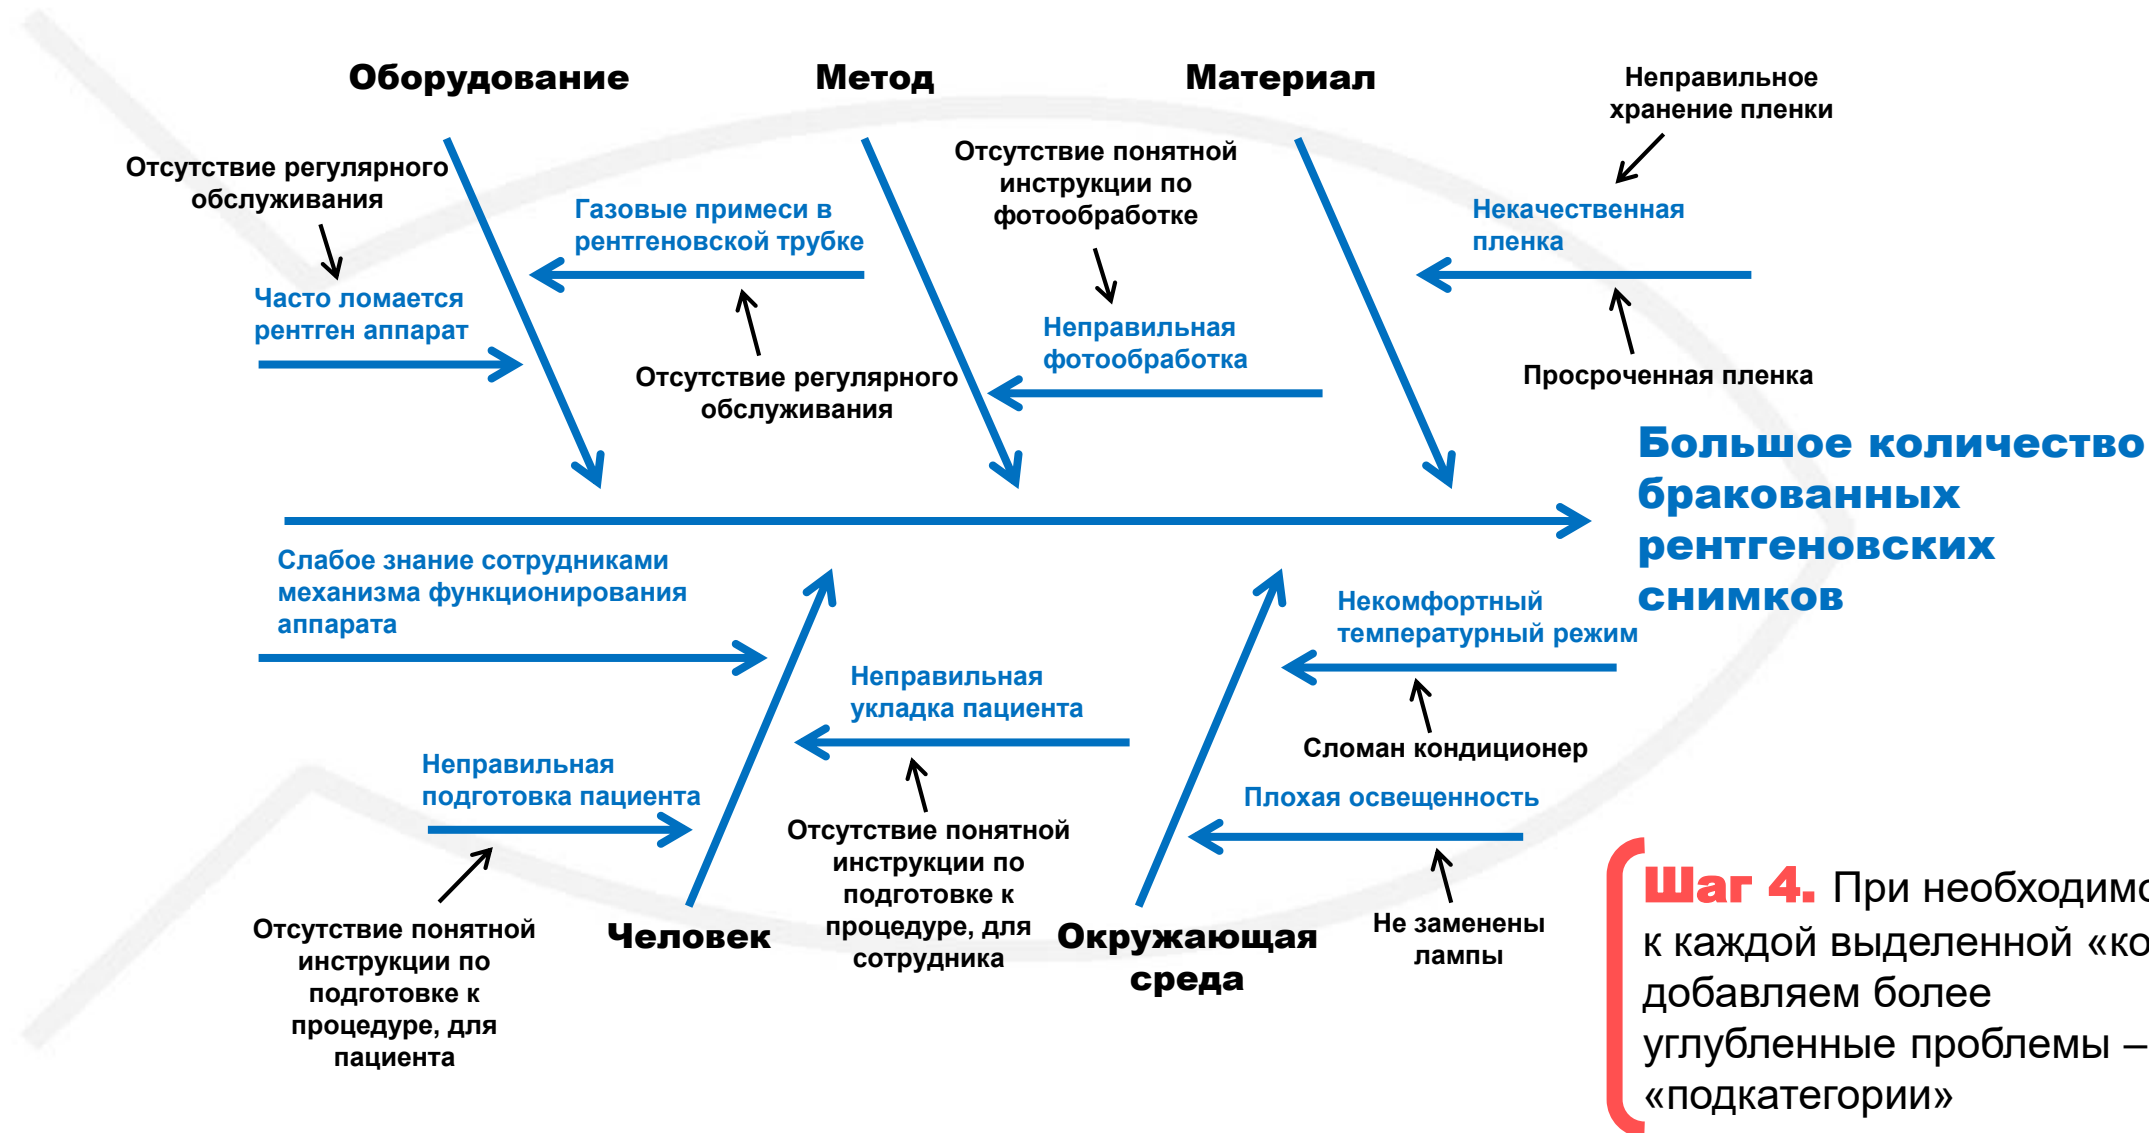 Оборудование
Метод
Материал
Неправильное
хранение пленки
Отсутствие регулярного
обслуживания
Газовые примеси в
рентгеновской трубке
Отсутствие понятной
инструкции по
фотообработке
Некачественная
пленка
Часто ломается
рентген аппарат
Отсутствие регулярного
обслуживания
Неправильная
фотообработка
Просроченная пленка
Большое количество
бракованных
рентгеновских
снимков
Слабое знание сотрудниками
механизма функционирования
аппарата
Некомфортный
температурный режим
Неправильная
укладка пациента
Сломан кондиционер
Неправильная
подготовка пациента
Плохая освещенность
Отсутствие понятной
инструкции по
подготовке к
процедуре, для
сотрудника
Отсутствие понятной
инструкции по
подготовке к
процедуре, для
пациента
Человек
Окружающая
среда
Не заменены
лампы
Шаг 4. При
к каждой выделенной
добавляем более
углубленные проблемы –
«подкатегории»